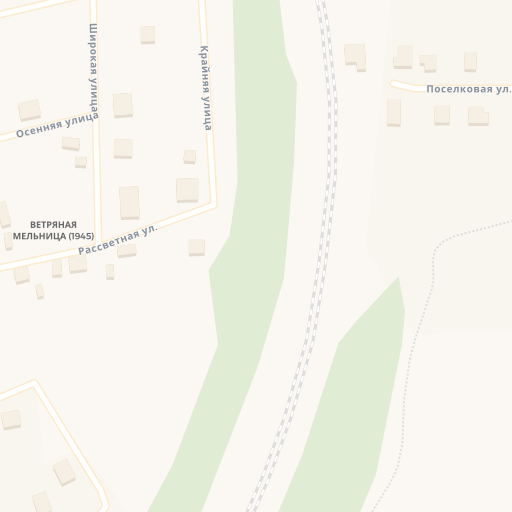 Широкая улица
Крайняя улица
Поселковая ул.
Осенняя улица
ВЕТРЯНАЯ
МЕЛЬНИЦА (1945)
Рассветная ул.